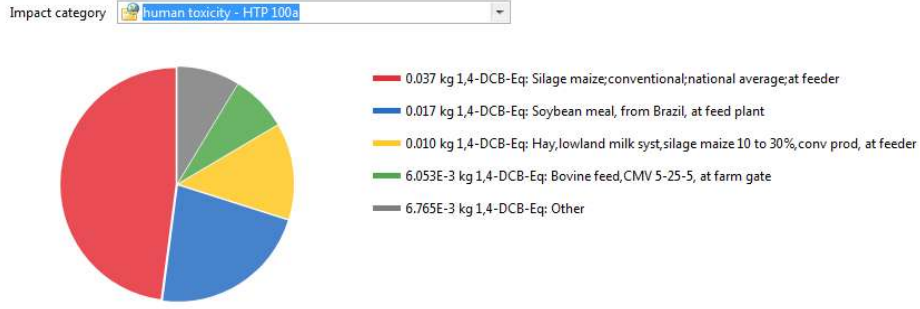 Impact category human toxicity - HTP 100a
0.037 kg 1,4-DCB-Eq: Silage maize;conventional;national average;at feeder
0.017 kg 1,4-DCB-Eq: Soybean meal, from Brazil, at feed plant
0.010 kg 1,4-DCB-Eq: Hay,lowland milk syst,silage maize 10 to 30%,conv prod, at feeder
6.053E-3 kg 1,4-DCB-Eq: Bovine feed,CMV 5-25-5, at farm gate
6.765E-3 kg 1,4-DCB-Eq: Other